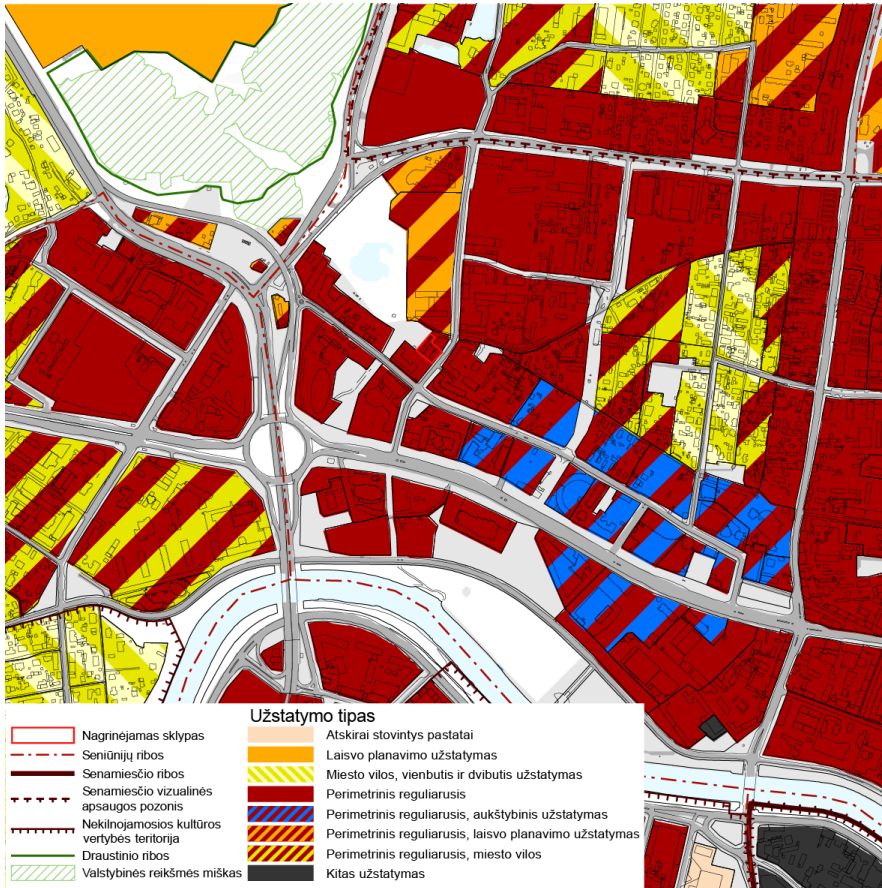 Nagrinėjamas sklypas
Seniūnijų ribos
Senamiesčio ribos
Senamiesčio vizualinės
apsaugos pozonis
Nekilnojamosios kultūros
vertybės teritorija
Draustinio ribos
Valstybinės reikšmės miškas
Užstatymo tipas
Atskirai stovintys pastatai
Laisvo planavimo užstatymas
Miesto vilos, vienbutis ir dvibutis užstatymas
Perimetrinis reguliarusis
Perimetrinis reguliarusis, aukštybinis užstatymas
Perimetrinis reguliarusis, laisvo planavimo užstatymas
Perimetrinis reguliarusis, miesto vilos
Kitas užstatymas